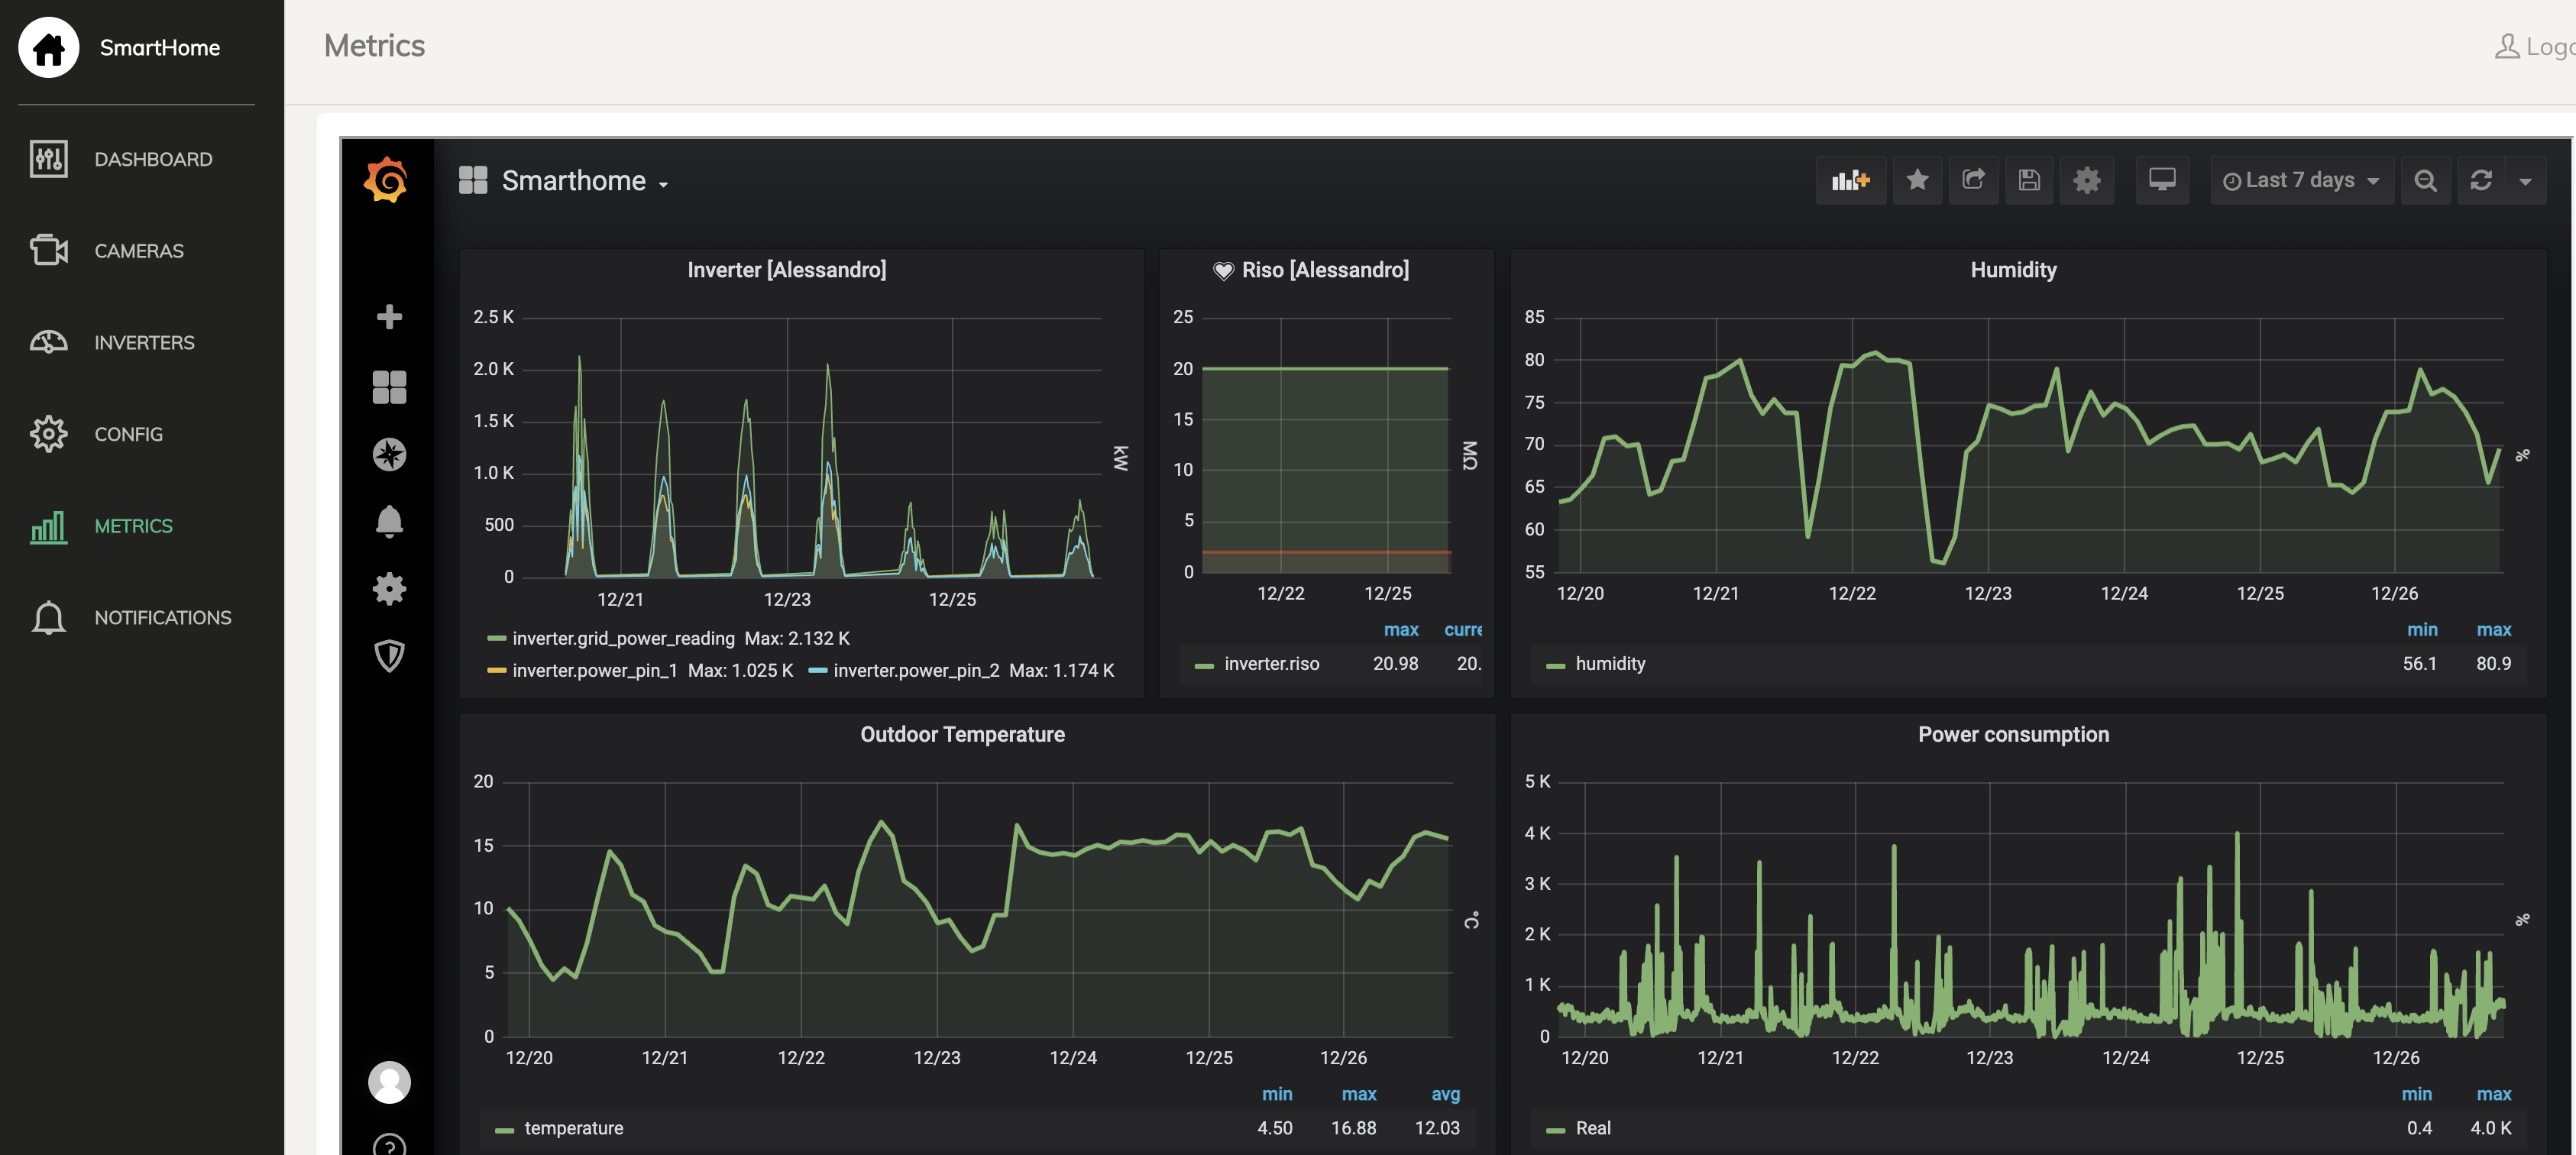 SmartHome
DASHBOARD
CAMERAS
INVERTERS
CONFIG
METRICS
NOTIFICATIONS
Metrics
Logo
Smarthome
Last 7 days
Inverter [Alessandro]
2.5 K
2.0 K
1.5 K
1.0 K
500
0
kW
12/21 12/23 12/25
inverter.grid_power_reading Max: 2.132 K
inverter.power_pin_1 Max: 1.025 K inverter.power_pin_2 Max: 1.174 K
Riso [Alessandro]
25
20
15
10
5
0
MΩ
12/22 12/25
max curre
inverter.riso 20.98 20.
Humidity
85
80
75
70
65
60
55
%
12/20 12/21 12/22 12/23 12/24 12/25 12/26
min max
humidity 56.1 80.9
Outdoor Temperature
20
15
10
5
0
°C
12/20 12/21 12/22 12/23 12/24 12/25 12/26
min max avg
temperature 4.50 16.88 12.03
Power consumption
5 K
4 K
3 K
2 K
1 K
0
%
12/20 12/21 12/22 12/23 12/24 12/25 12/26
min max
Real 0.4 4.0 K
?